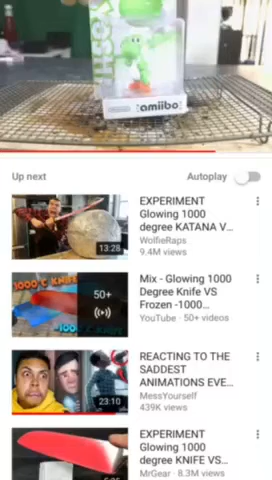 YOSHI
Nintendo
amiibo
Up next
Autoplay
EXPERIMENT
Glowing 1000
degree KATANA V...
WolfieRaps
9.4M views
13:28
1000°C KNIFE
50+
Mix - Glowing 1000
Degree Knife VS
Frozen -1000...
YouTube · 50+ videos
REACTING TO THE
SADDEST
ANIMATIONS EVE...
MessYourself
439K views
23:10
EXPERIMENT
Glowing 1000
degree KNIFE VS...
MrGear · 8.3M views